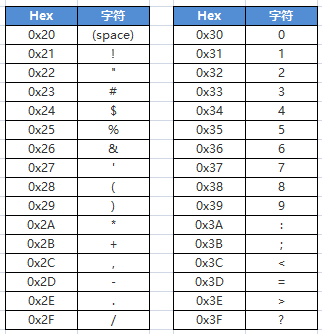 Hex 字符 Hex 字符
0x20 (space) 0x30 0
0x21 ! 0x31 1
0x22 " 0x32 2
0x23 # 0x33 3
0x24 $ 0x34 4
0x25 % 0x35 5
0x26 & 0x36 6
0x27 ' 0x37 7
0x28 ( 0x38 8
0x29 ) 0x39 9
0x2A * 0x3A :
0x2B + 0x3B ;
0x2C , 0x3C <
0x2D - 0x3D =
0x2E . 0x3E >
0x2F / 0x3F ?